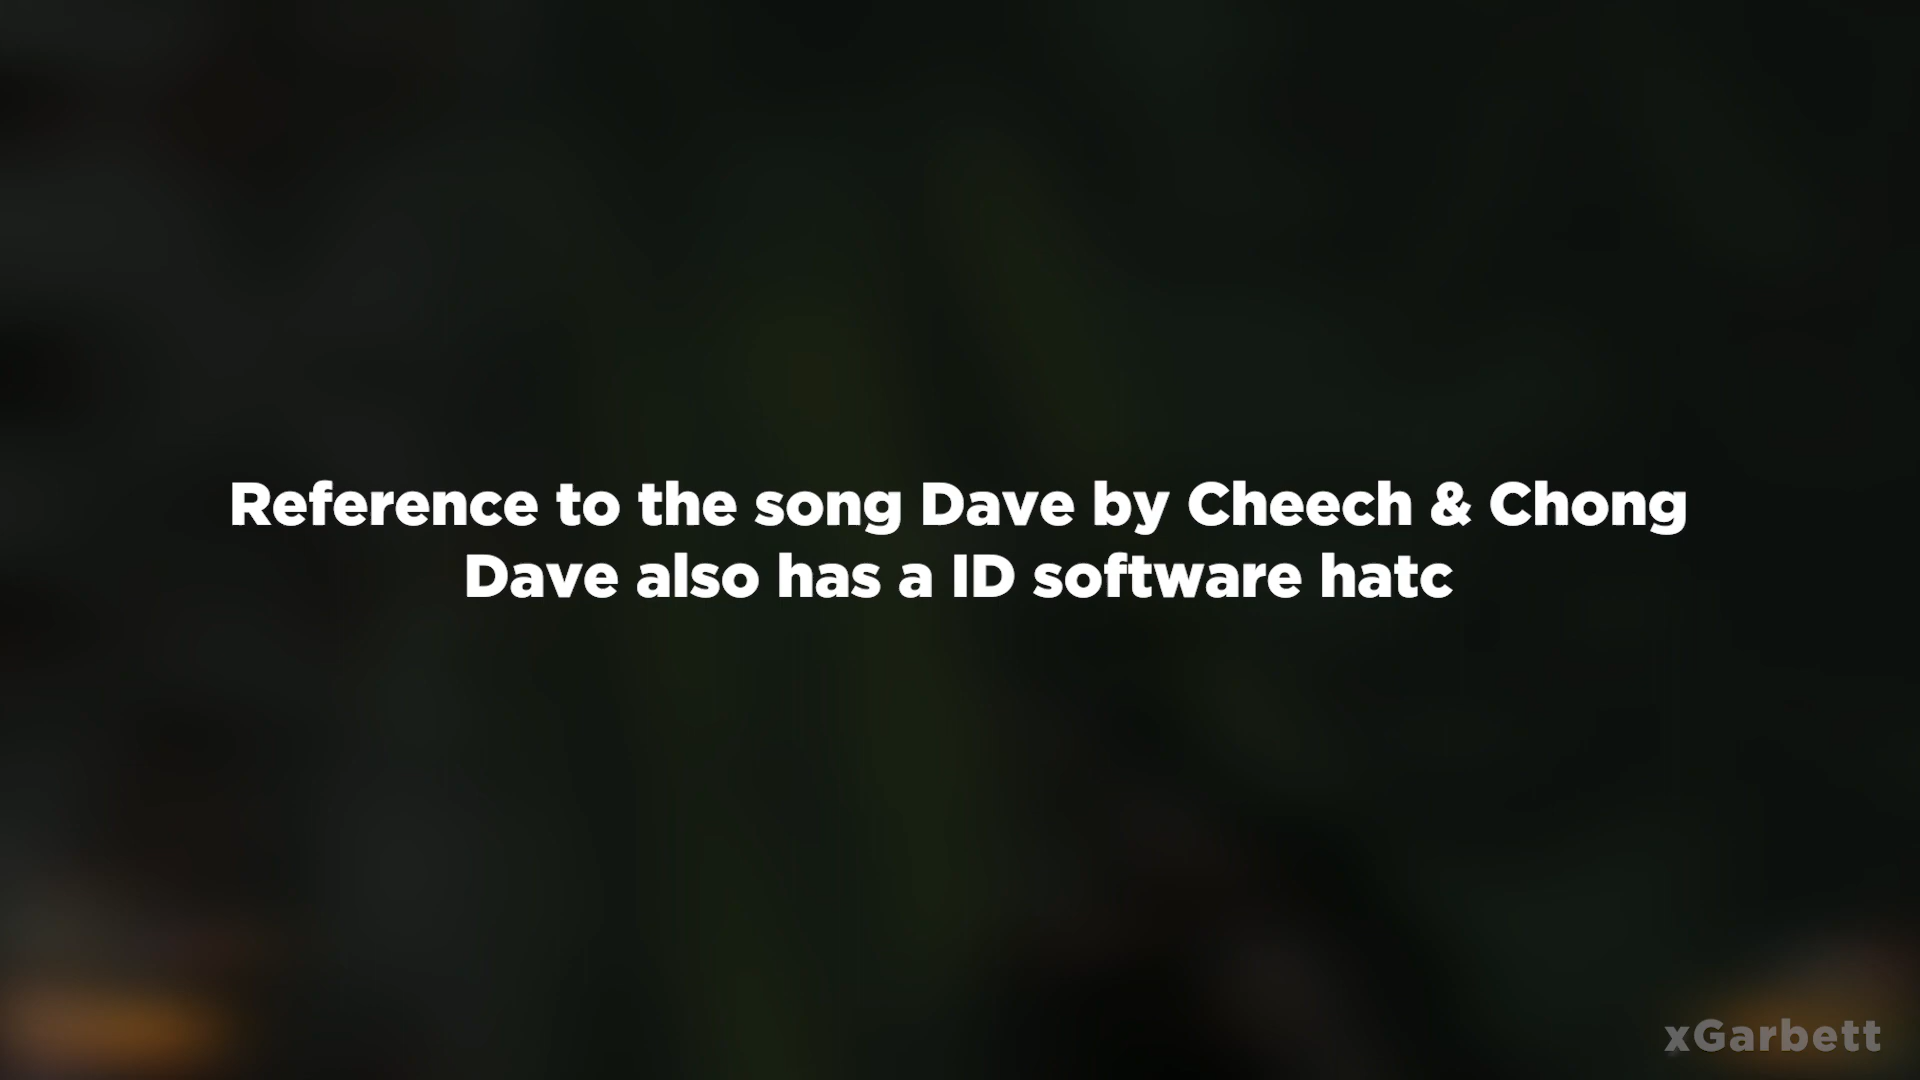 Reference to the song Dave by Cheech & Chong
Dave also has a ID software hatc
xGarbett